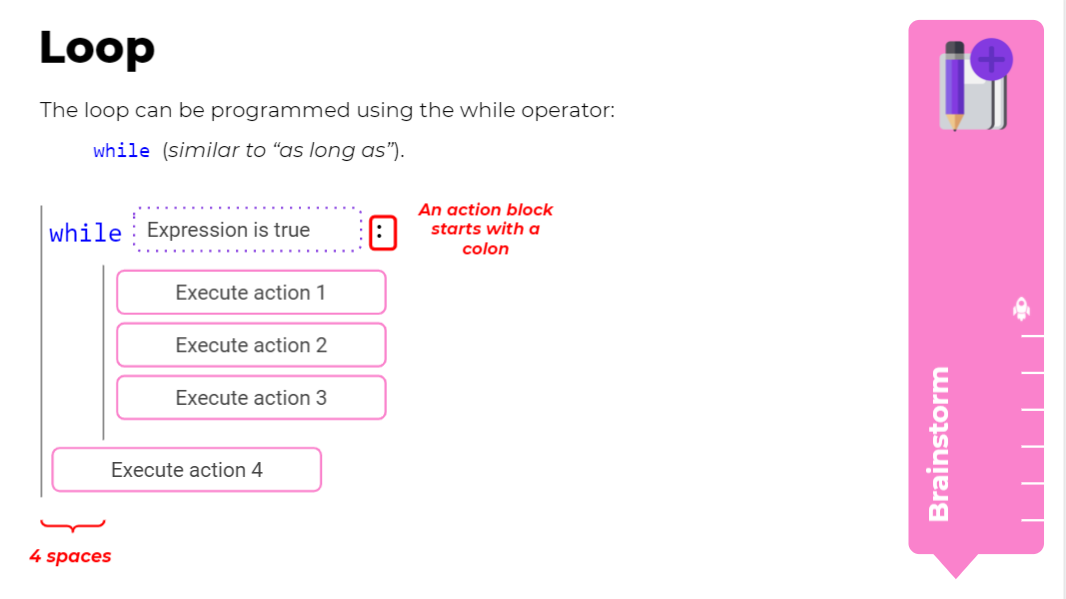 Loop
The loop can be programmed using the while operator:
while (similar to “as long as”).
while Expression is true :
An action block
starts with a
colon
Execute action 1
Execute action 2
Execute action 3
Execute action 4
4 spaces
Brainstorm